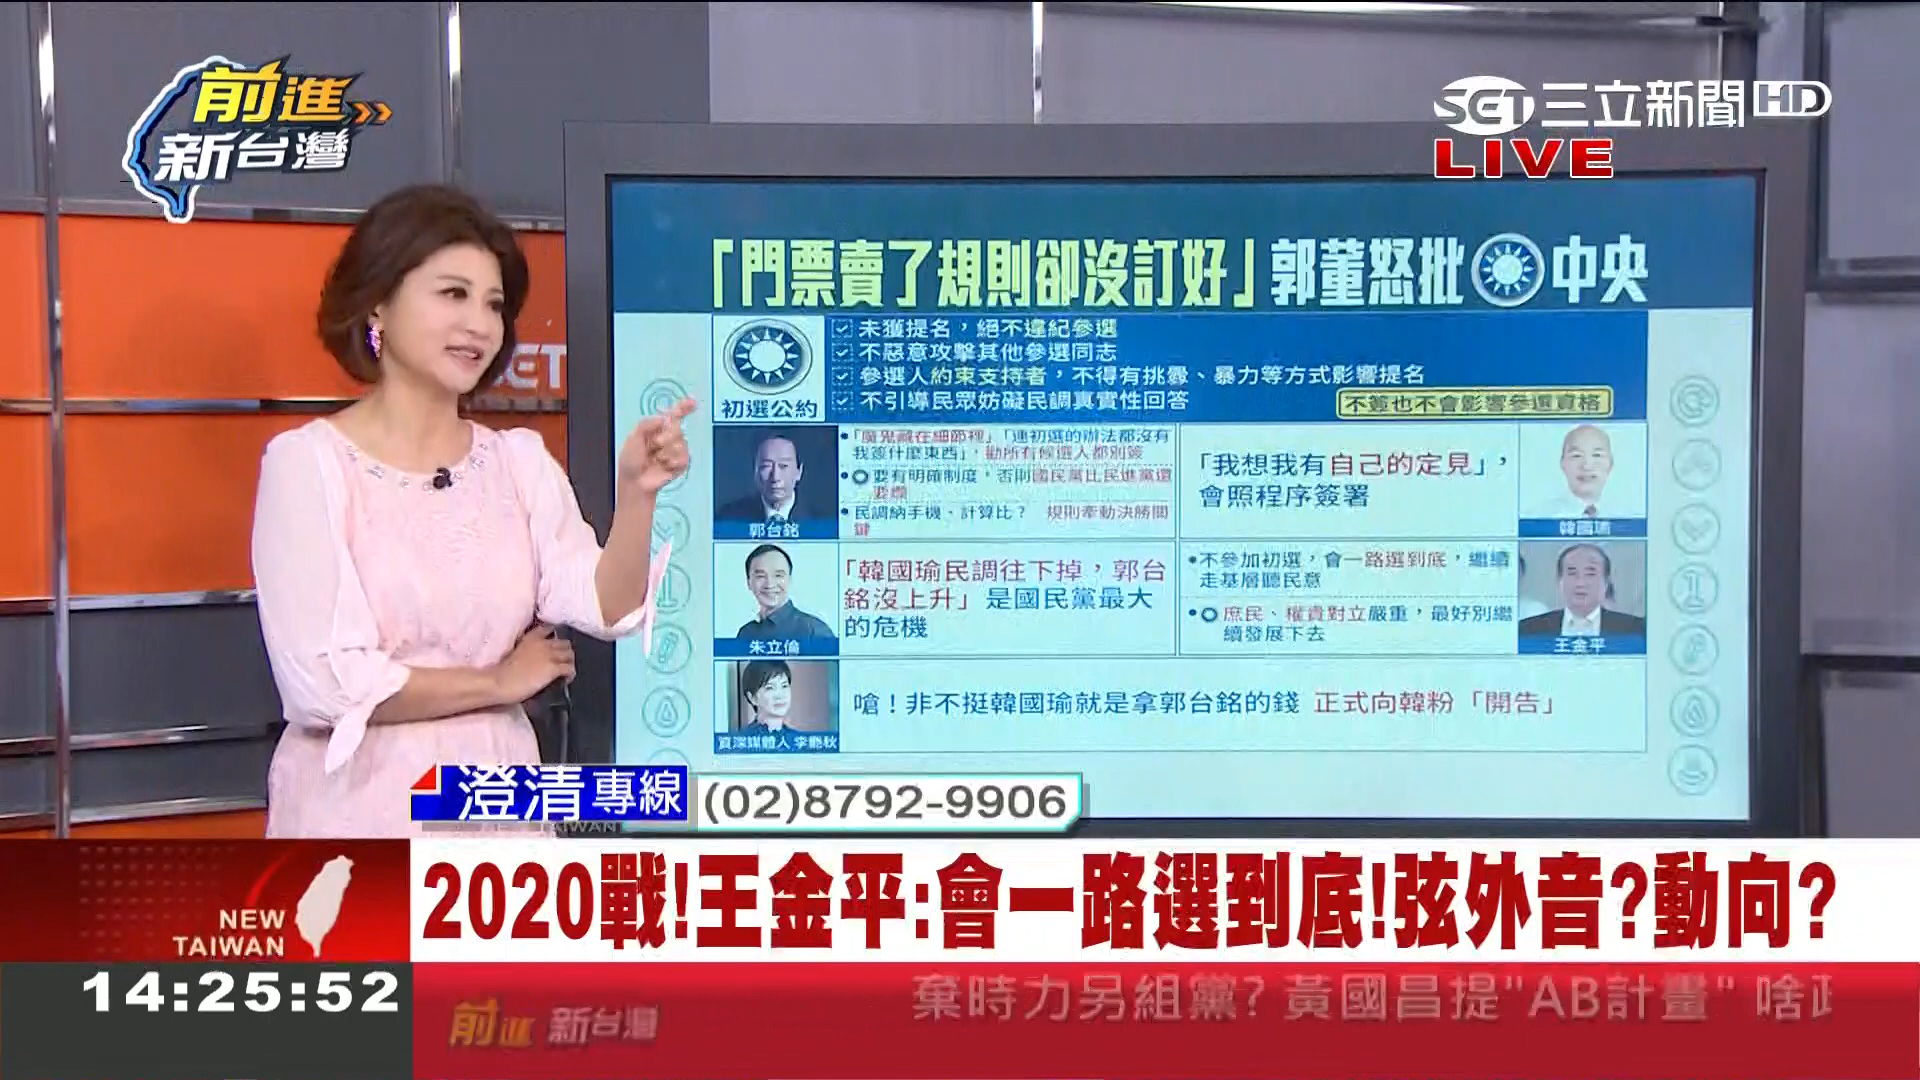 前進
新台灣
SET三立新聞HD
LIVE
「門票賣了規則卻沒訂好」郭董怒批中央
未獲提名，絕不違紀參選
不惡意攻擊其他參選同志
參選人約束支持者，不得有挑釁、暴力等方式影響提名
不引導民眾妨礙民調真實性回答
初選公約
不簽也不會影響參選資格
•「魔鬼藏在細節裡」「連初選的辦法都沒有
我簽什麼東西」，勸所有候選人都別簽
•要有明確制度，否則國民黨比民進黨還
要爛
•民調納手機、計算比？ 規則牽動決勝關
鍵
郭台銘
「我想我有自己的定見」，
會照程序簽署
韓國瑜
「韓國瑜民調往下掉，郭台
銘沒上升」是國民黨最大
的危機
朱立倫
•不參加初選，會一路選到底，繼續
走基層聽民意
•庶民、權貴對立嚴重，最好別繼
續發展下去
王金平
嗆！非不挺韓國瑜就是拿郭台銘的錢 正式向韓粉「開告」
資深媒體人 李艷秋
SET
澄清專線 (02)8792-9906
TAIWAN
2020戰!王金平:會一路選到底!弦外音?動向?
NEW
TAIWAN
14:25:52
前進 新台灣
棄時力另組黨? 黃國昌提"AB計畫" 啥